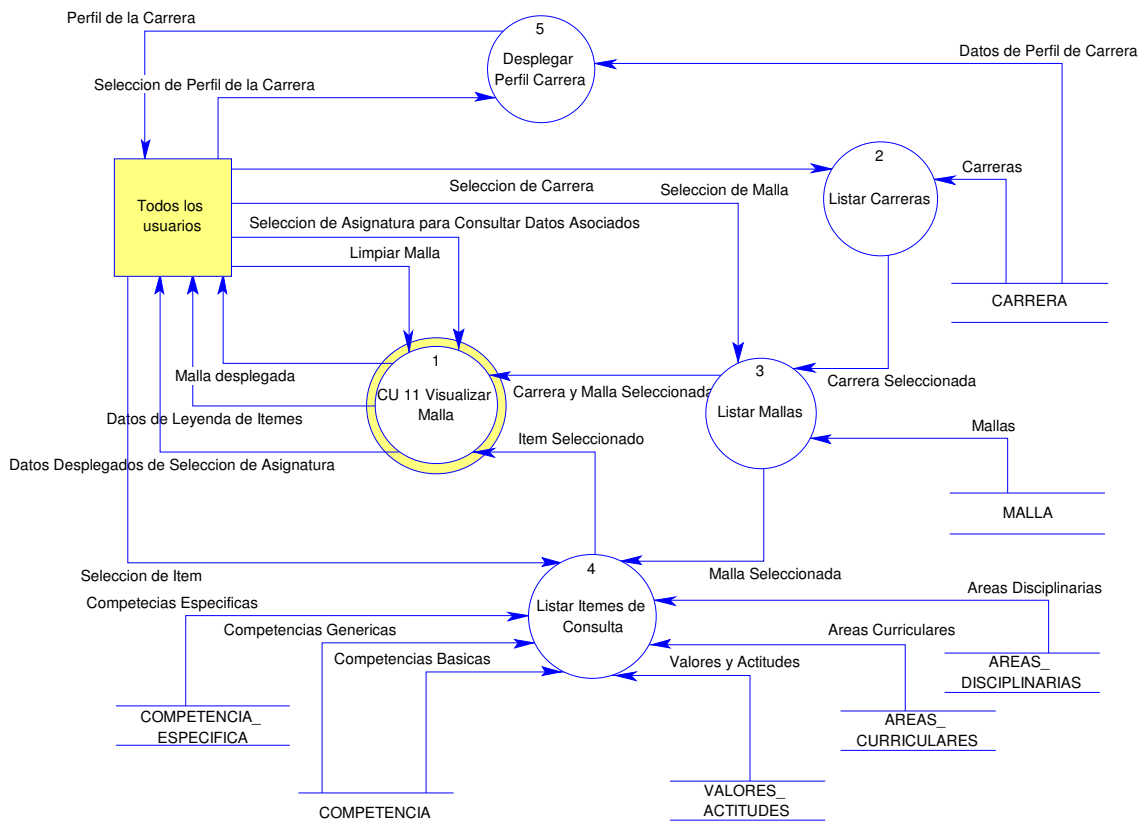 Perfil de la Carrera
5
Desplegar
Perfil Carrera
Datos de Perfil de Carrera
Seleccion de Perfil de la Carrera
2
Listar Carreras
Carreras
Seleccion de Carrera
Seleccion de Malla
Todos los
usuarios
Seleccion de Asignatura para Consultar Datos Asociados
Limpiar Malla
CARRERA
1
CU 11 Visualizar
Malla
Malla desplegada
3
Listar Mallas
Carrera Seleccionada
Carrera y Malla Seleccionada
Datos de Leyenda de Itemes
Item Seleccionado
Mallas
Datos Desplegados de Seleccion de Asignatura
MALLA
4
Listar Itemes de
Consulta
Seleccion de Item
Malla Seleccionada
Areas Disciplinarias
Competecias Especificas
Competencias Genericas
Areas Curriculares
Competencias Basicas
Valores y Actitudes
AREAS_
DISCIPLINARIAS
COMPETENCIA_
ESPECIFICA
AREAS_
CURRICULARES
VALORES_
ACTITUDES
COMPETENCIA